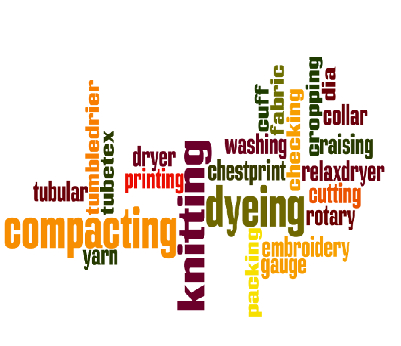 tubular
tumbledrier
tubetex
compacting
yarn
dryer
printing
knitting
dyeing
washing
chestprint
cuff
fabric
checking
cropping
dia
collar
craising
relaxdryer
cutting
rotary
embroidery
gauge
packing